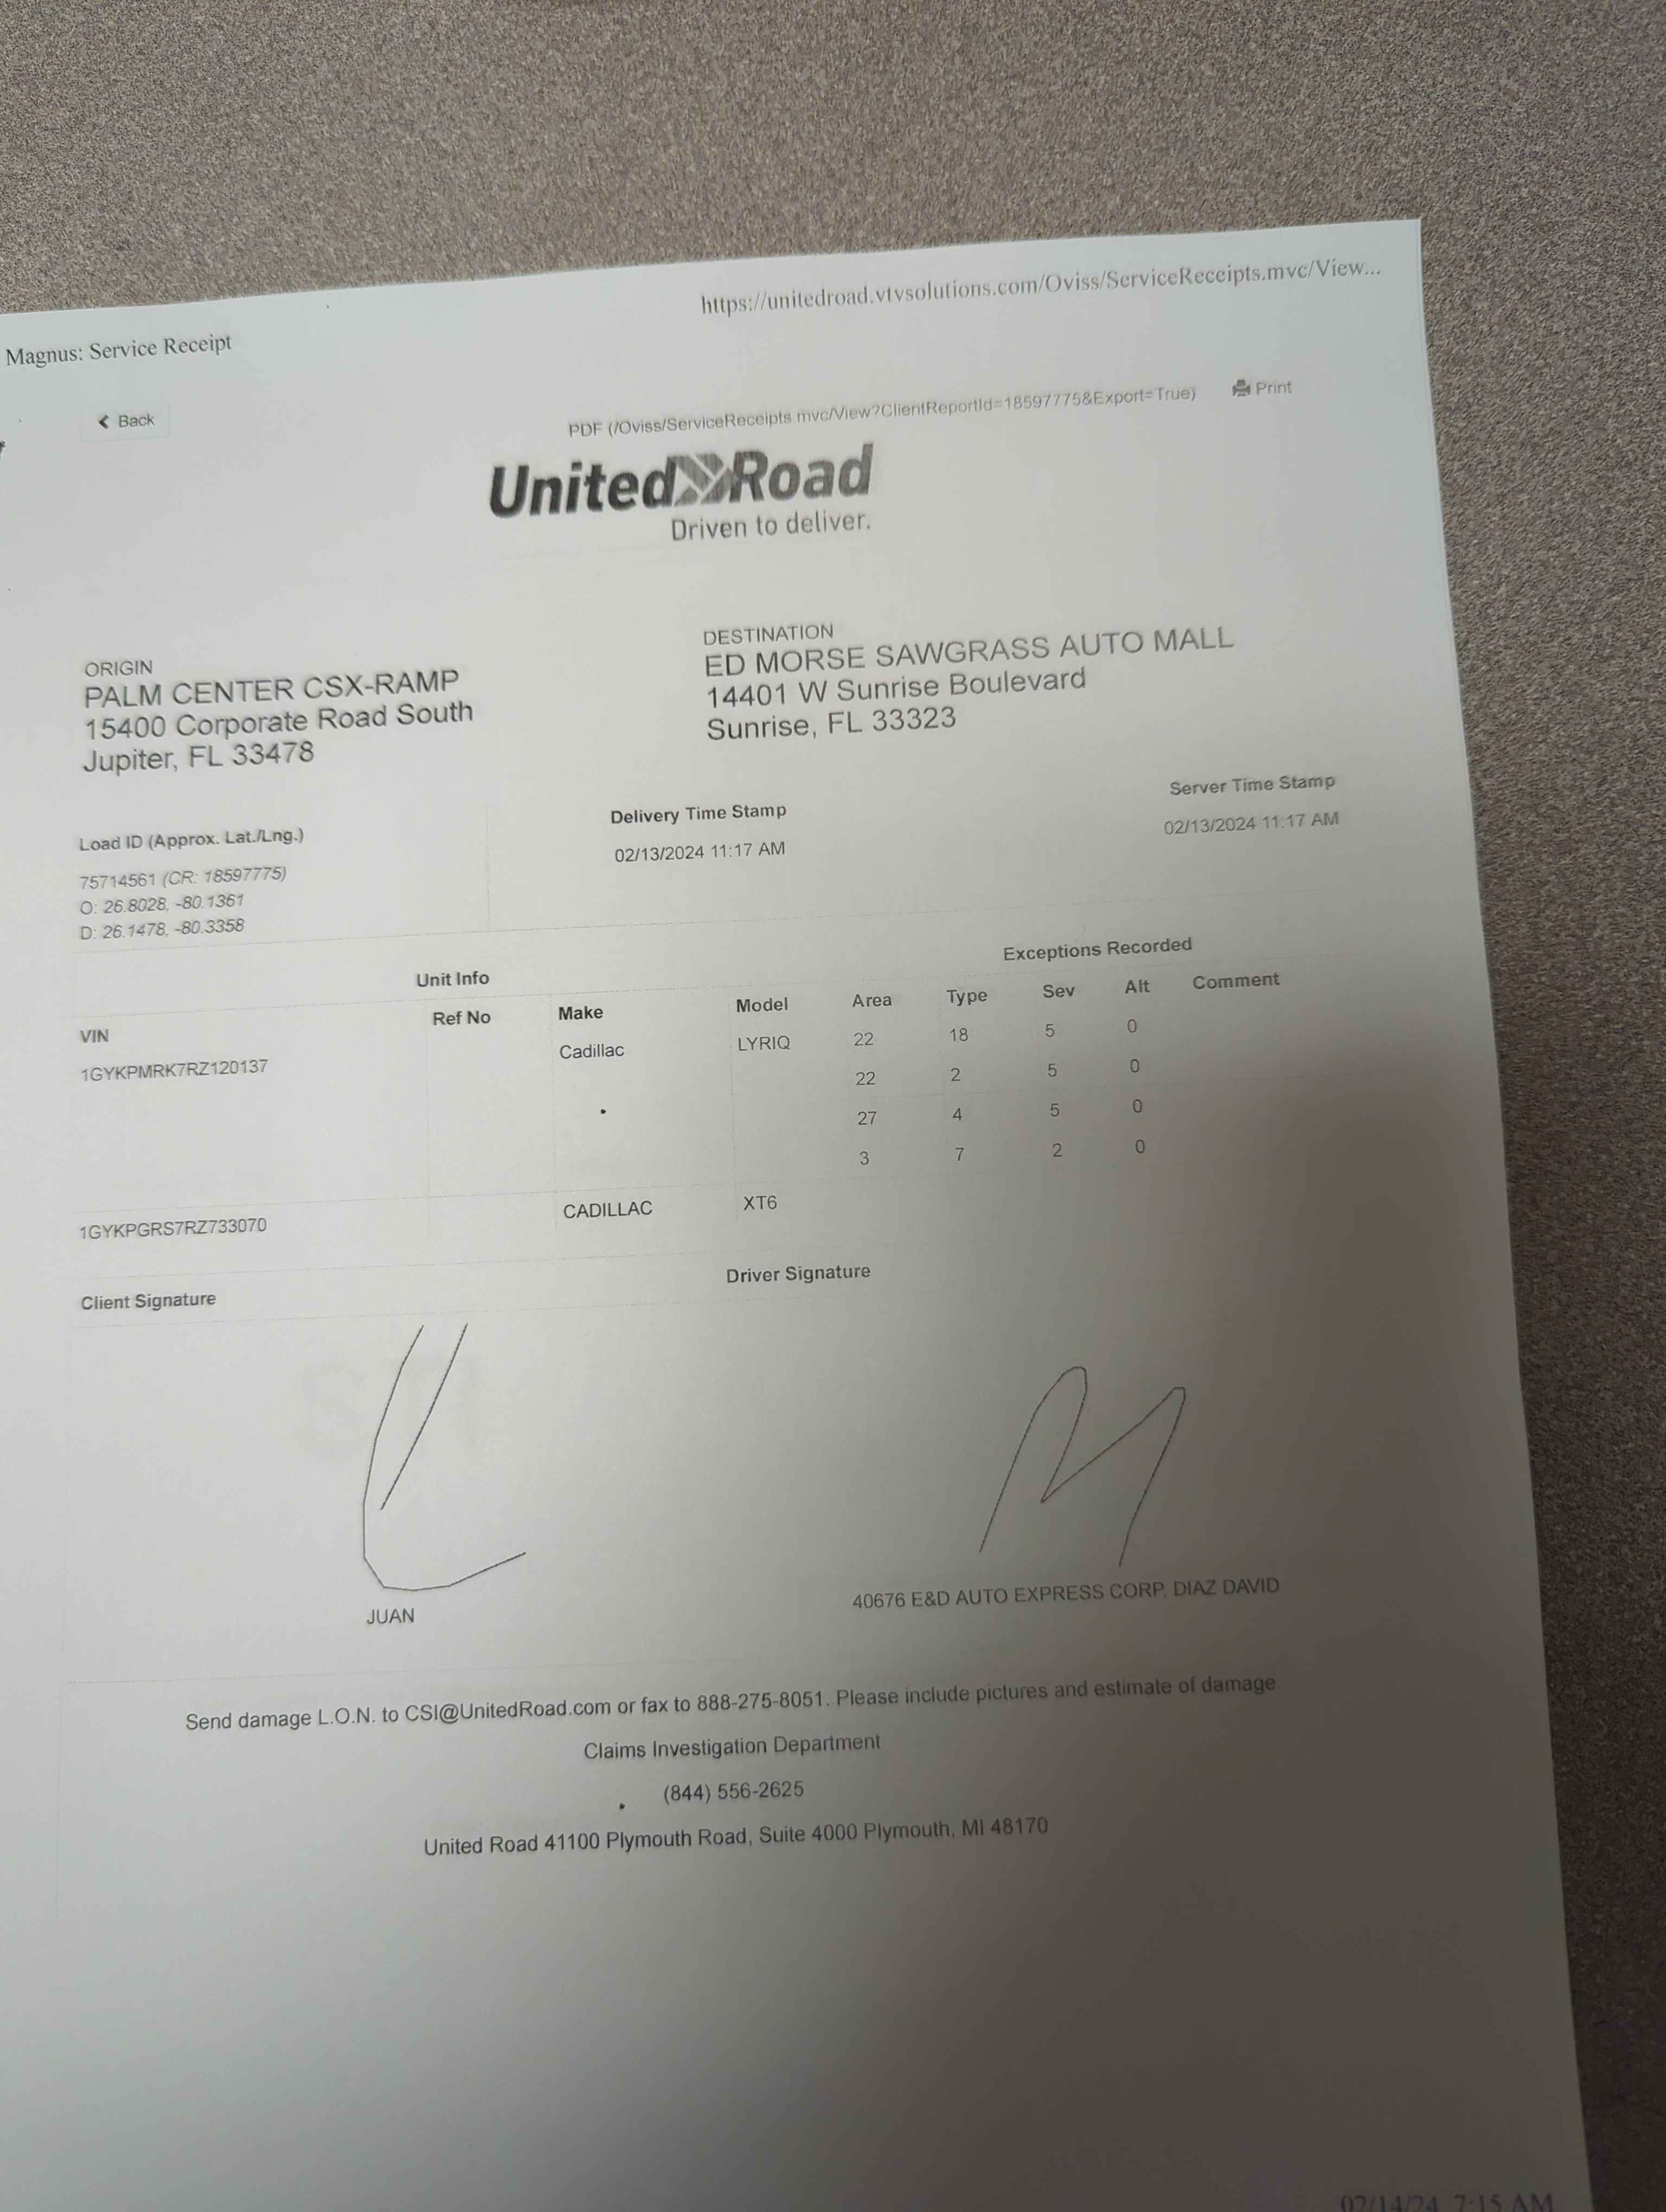 Magnus: Service Receipt
https://unitedroad.vtvsolutions.com/Oviss/ServiceReceipts.mvc/View...
Back
PDF (/Oviss/ServiceReceipts.mvc/View?ClientReportId=18597775&Export=True)
Print
United Road
Driven to deliver.
ORIGIN
PALM CENTER CSX-RAMP
15400 Corporate Road South
Jupiter, FL 33478
DESTINATION
ED MORSE SAWGRASS AUTO MALL
14401 W Sunrise Boulevard
Sunrise, FL 33323
Load ID (Approx. Lat./Lng.)
75714561 (CR: 18597775)
O: 26.8028, -80.1361
D: 26.1478, -80.3358
Delivery Time Stamp
02/13/2024 11:17 AM
Server Time Stamp
02/13/2024 11:17 AM
Unit Info Exceptions Recorded
VIN Ref No Make Model Area Type Sev Alt Comment
1GYKPMRK7RZ120137 Cadillac LYRIQ 22 18 5 0
22 2 5 0
27 4 5 0
3 7 2 0
1GYKPGRS7RZ733070 CADILLAC XT6
Client Signature Driver Signature
JUAN
40676 E&D AUTO EXPRESS CORP, DIAZ DAVID
Send damage L.O.N. to CSI@UnitedRoad.com or fax to 888-275-8051. Please include pictures and estimate of damage.
Claims Investigation Department
(844) 556-2625
United Road 41100 Plymouth Road, Suite 4000 Plymouth, MI 48170
02/14/24, 7:15 AM